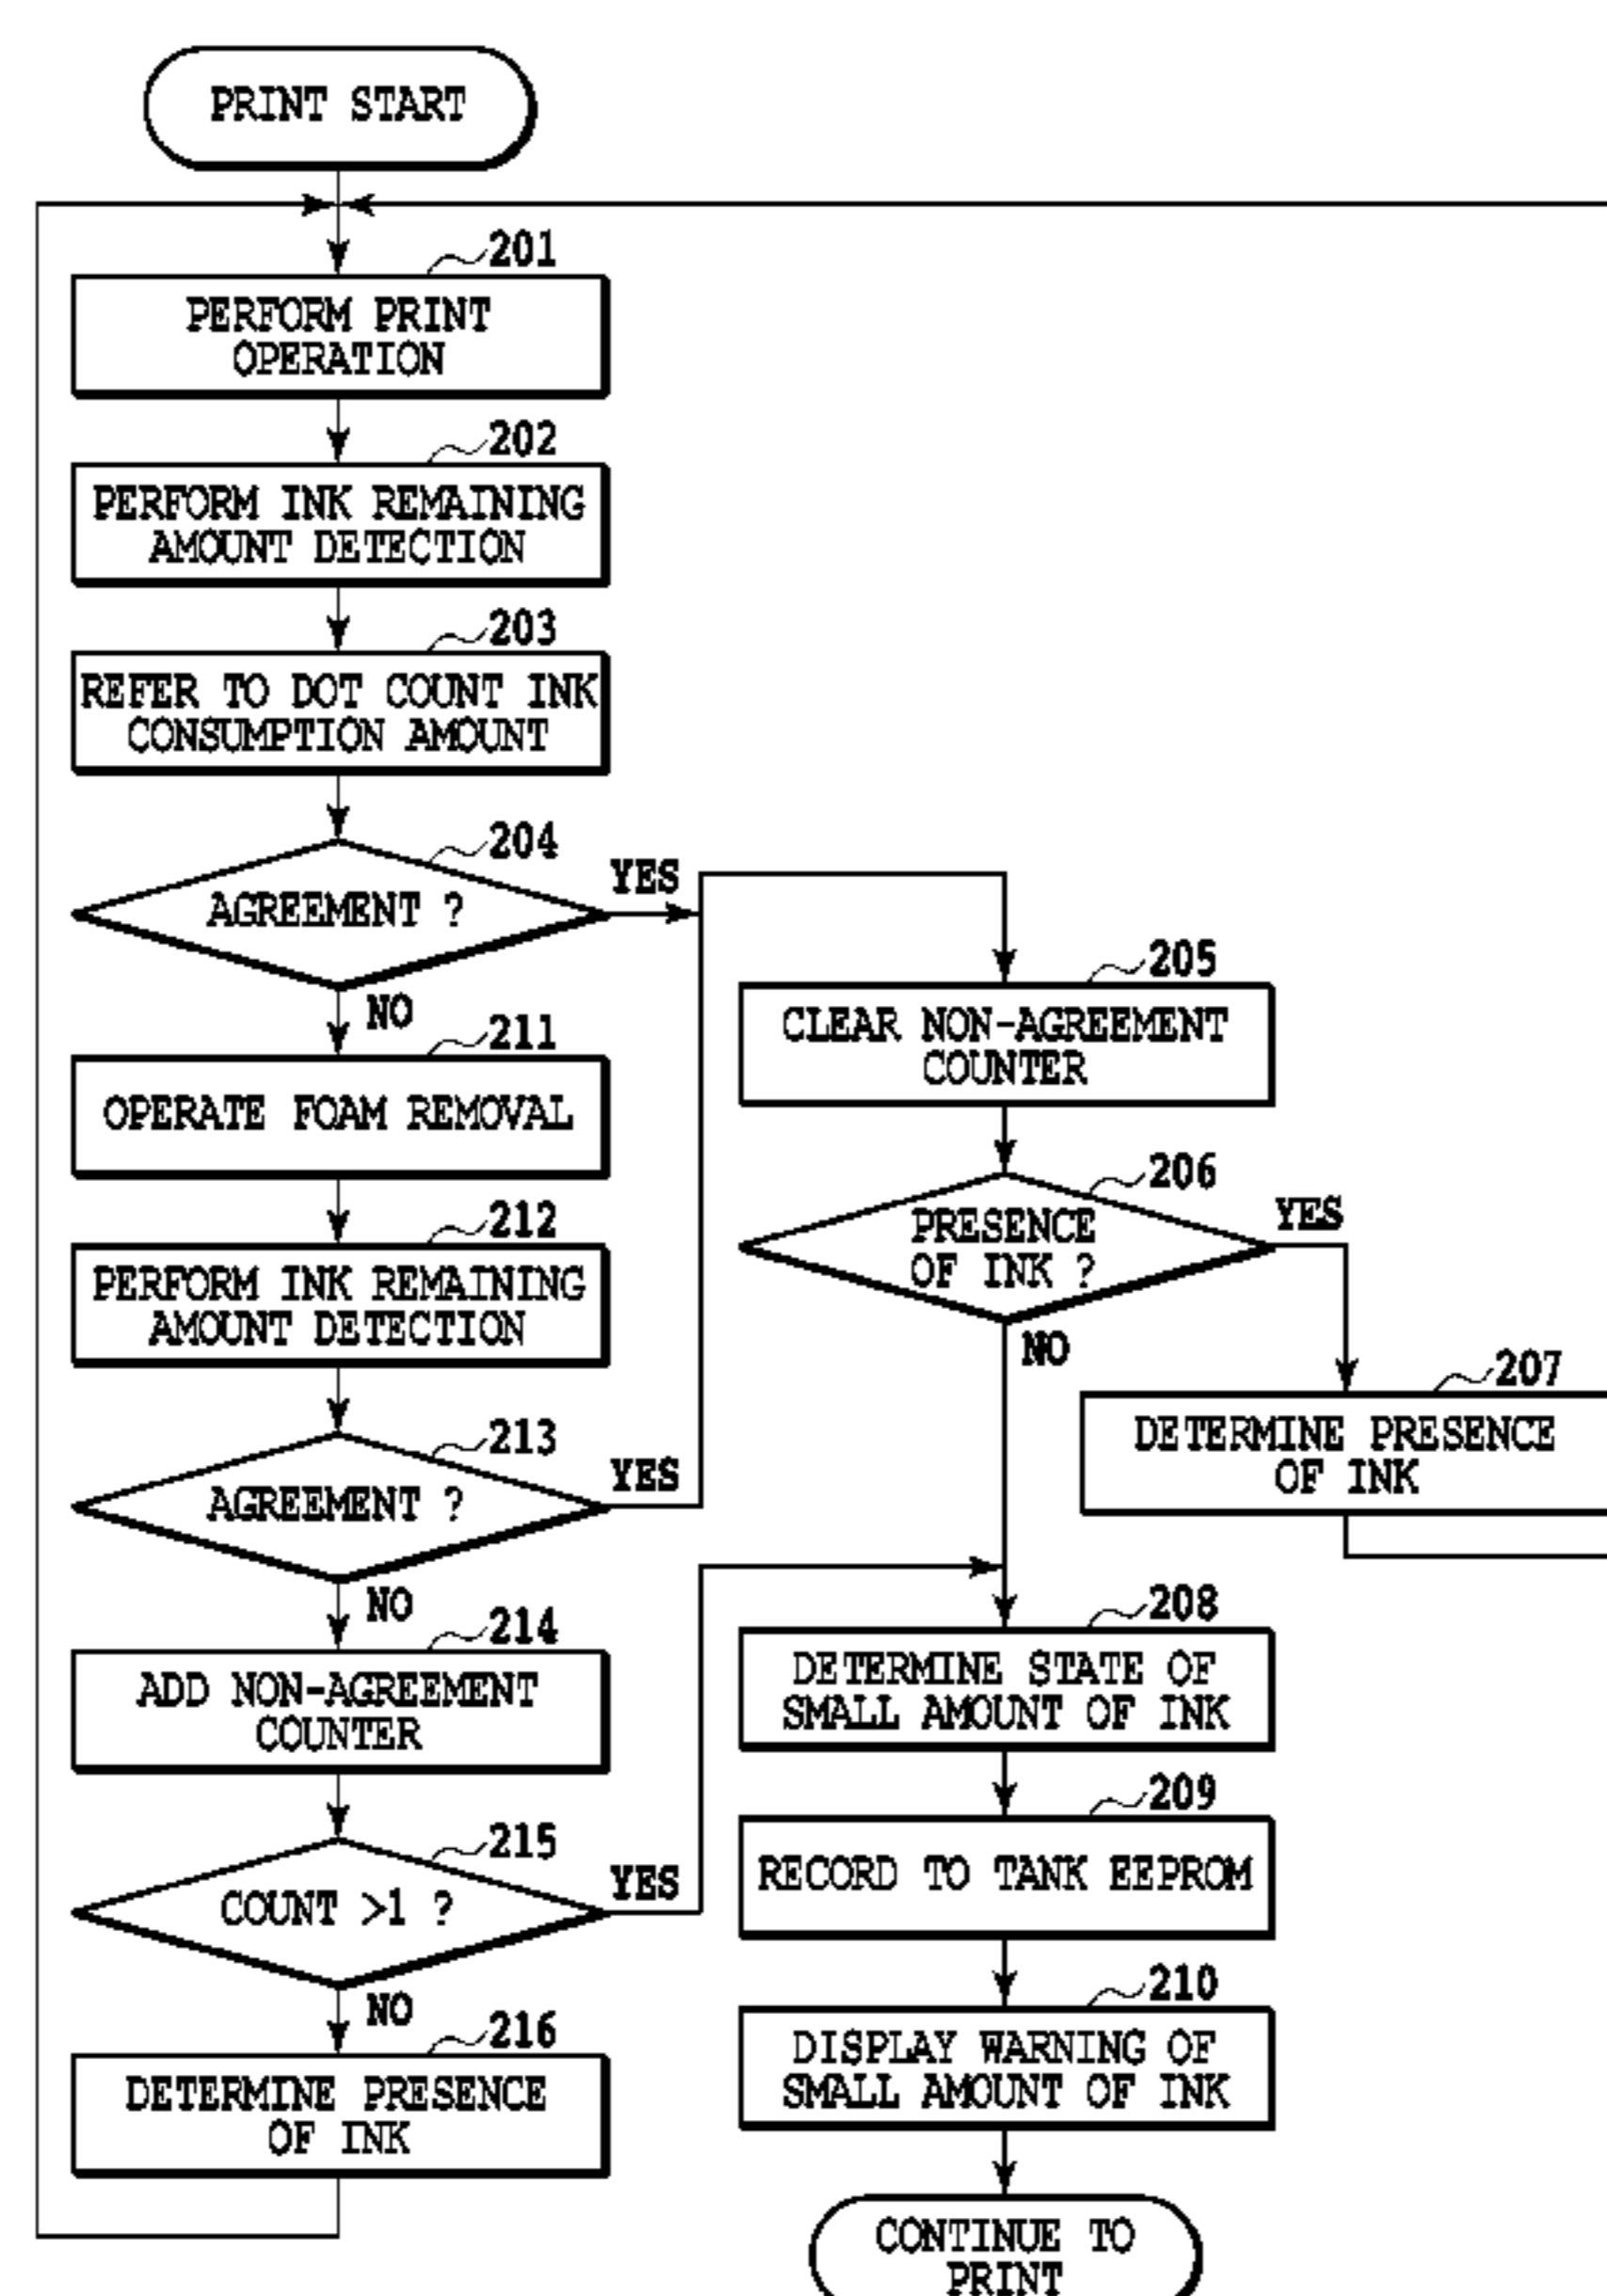 PRINT START
201
PERFORM PRINT
OPERATION
202
PERFORM INK REMAINING
AMOUNT DETECTION
203
REFER TO DOT COUNT INK
CONSUMPTION AMOUNT
204
AGREEMENT ?
YES
NO
211
OPERATE FOAM REMOVAL
212
PERFORM INK REMAINING
AMOUNT DETECTION
213
AGREEMENT ?
YES
NO
214
ADD NON-AGREEMENT
COUNTER
215
COUNT >1 ?
YES
NO
216
DETERMINE PRESENCE
OF INK
205
CLEAR NON-AGREEMENT
COUNTER
206
PRESENCE
OF INK ?
YES
NO
207
DETERMINE PRESENCE
OF INK
208
DETERMINE STATE OF
SMALL AMOUNT OF INK
209
RECORD TO TANK EEPROM
210
DISPLAY WARNING OF
SMALL AMOUNT OF INK
CONTINUE TO
PRINT